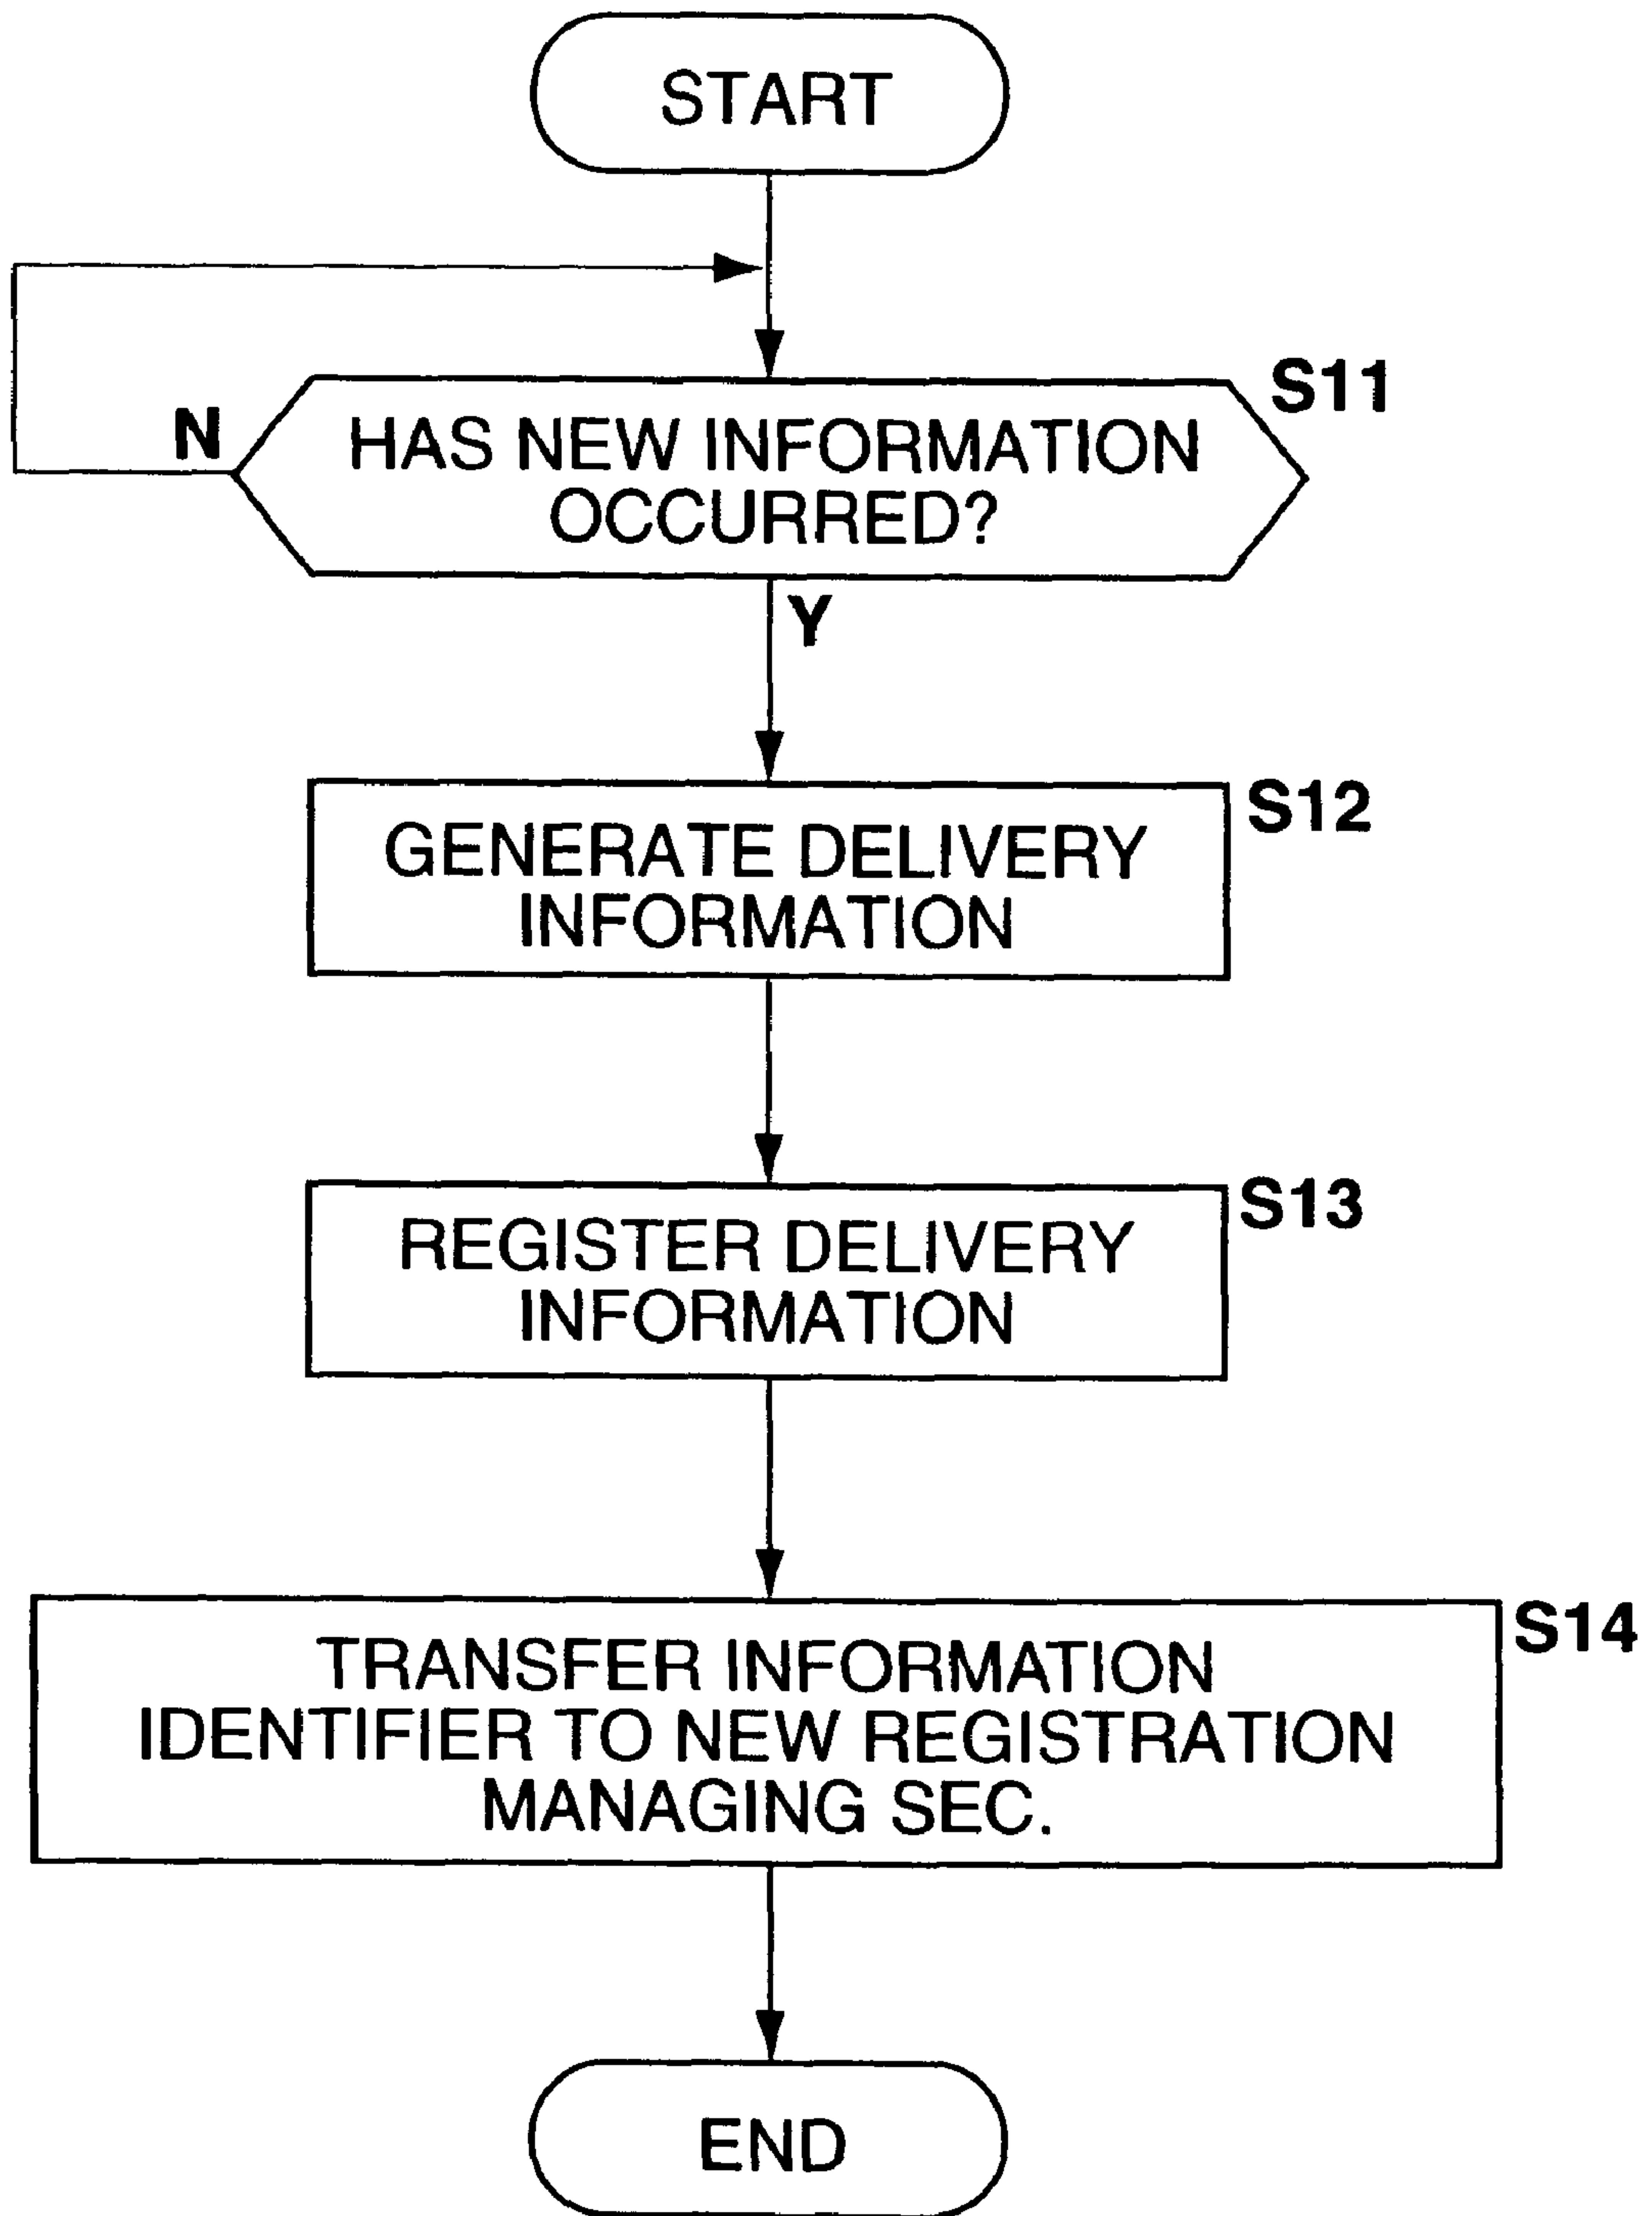 START
S11
N
HAS NEW INFORMATION
OCCURRED?
Y
S12
GENERATE DELIVERY
INFORMATION
S13
REGISTER DELIVERY
INFORMATION
S14
TRANSFER INFORMATION
IDENTIFIER TO NEW REGISTRATION
MANAGING SEC.
END